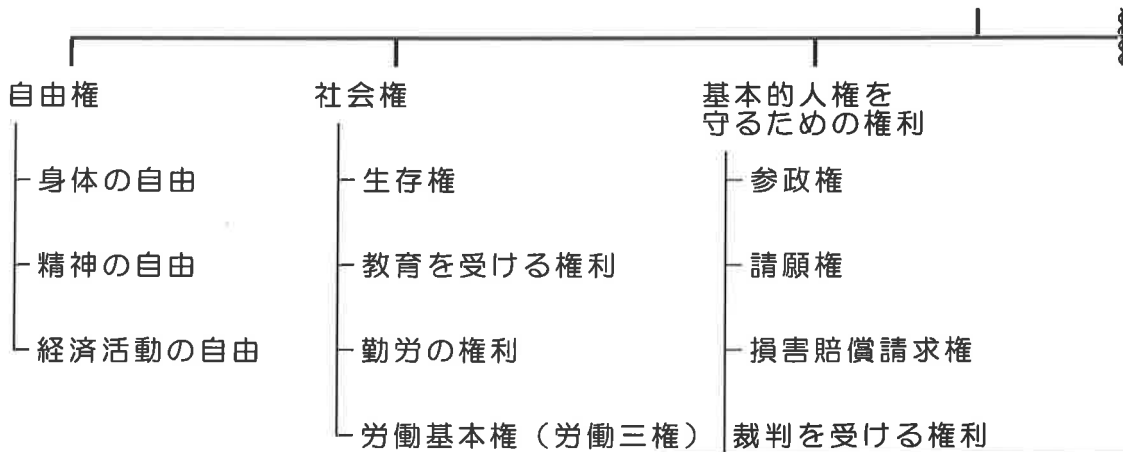 自由権
身体の自由
精神の自由
経済活動の自由
社会権
生存権
教育を受ける権利
勤労の権利
労働基本権（労働三権）
基本的人権を
守るための権利
参政権
請願権
損害賠償請求権
裁判を受ける権利